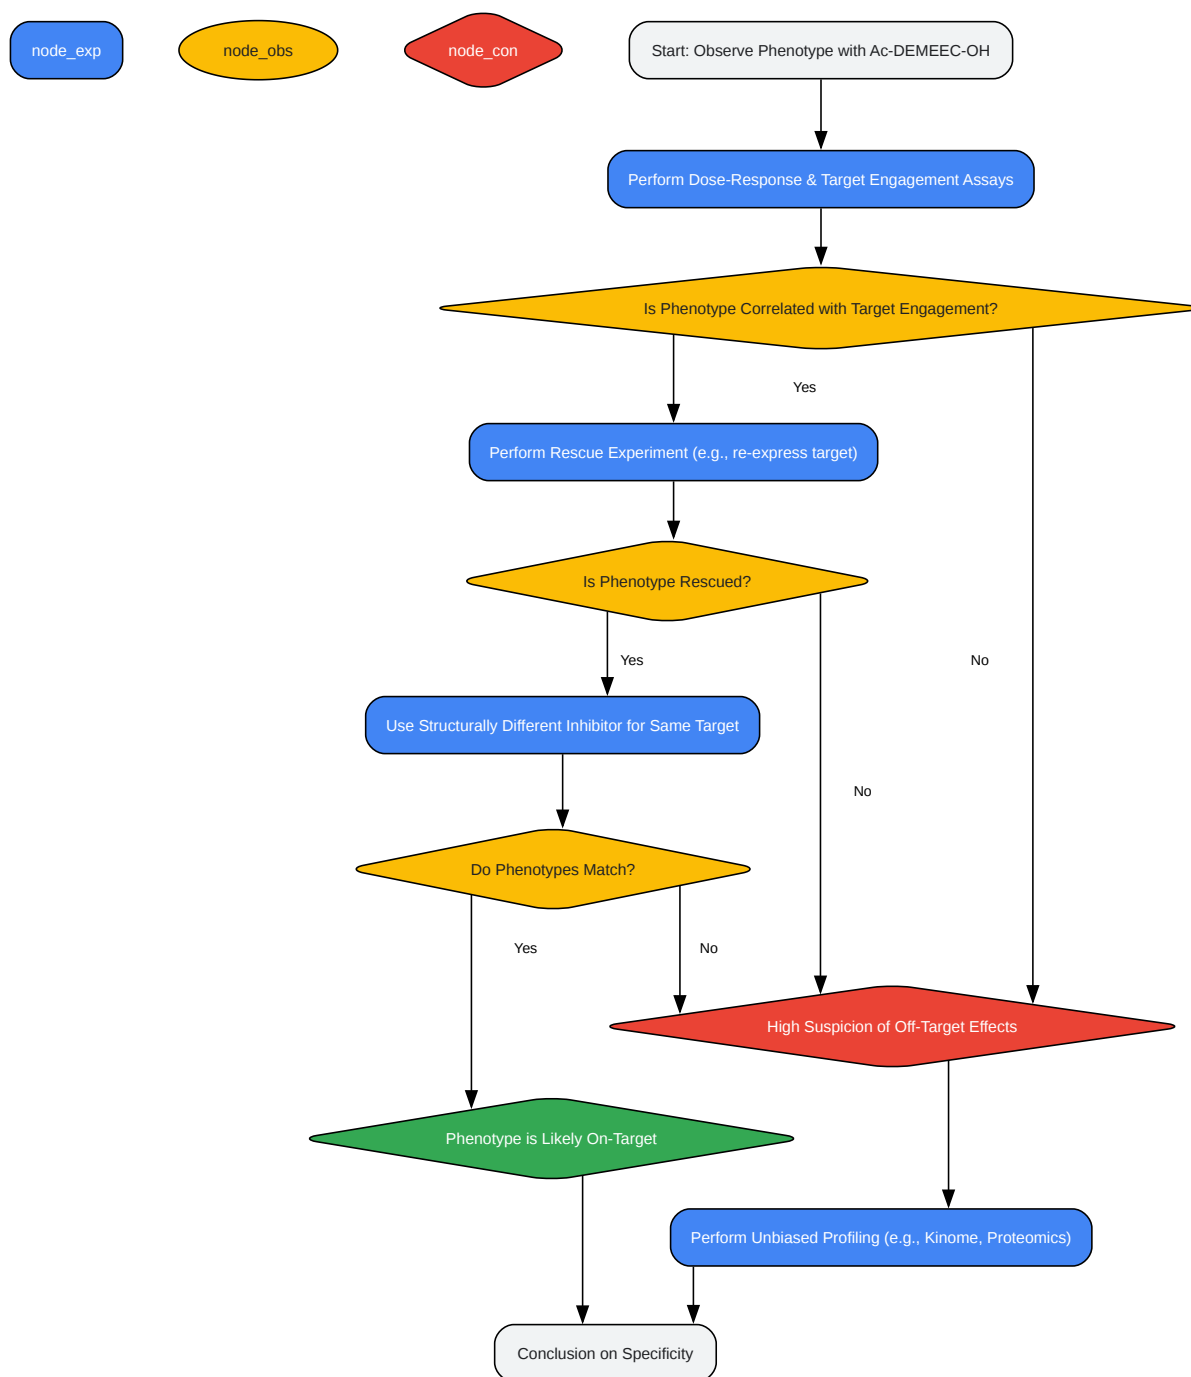 node_exp
node_obs
node_con
Start: Observe Phenotype with Ac-DEMEEC-OH
Perform Dose-Response & Target Engagement Assays
Is Phenotype Correlated with Target Engagement?
Yes
Perform Rescue Experiment (e.g., re-express target)
Is Phenotype Rescued?
Yes
No
Use Structurally Different Inhibitor for Same Target
No
Do Phenotypes Match?
Yes
No
High Suspicion of Off-Target Effects
Phenotype is Likely On-Target
Perform Unbiased Profiling (e.g., Kinome, Proteomics)
Conclusion on Specificity